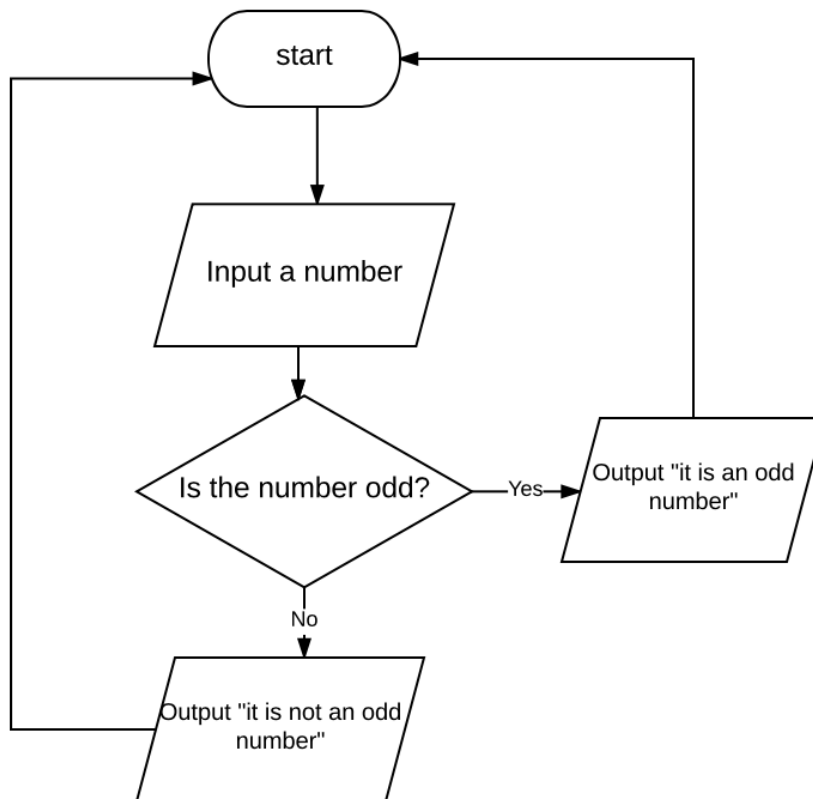 start
Input a number
Is the number odd?
Yes
Output "it is an odd
number"
No
Output "it is not an odd
number"